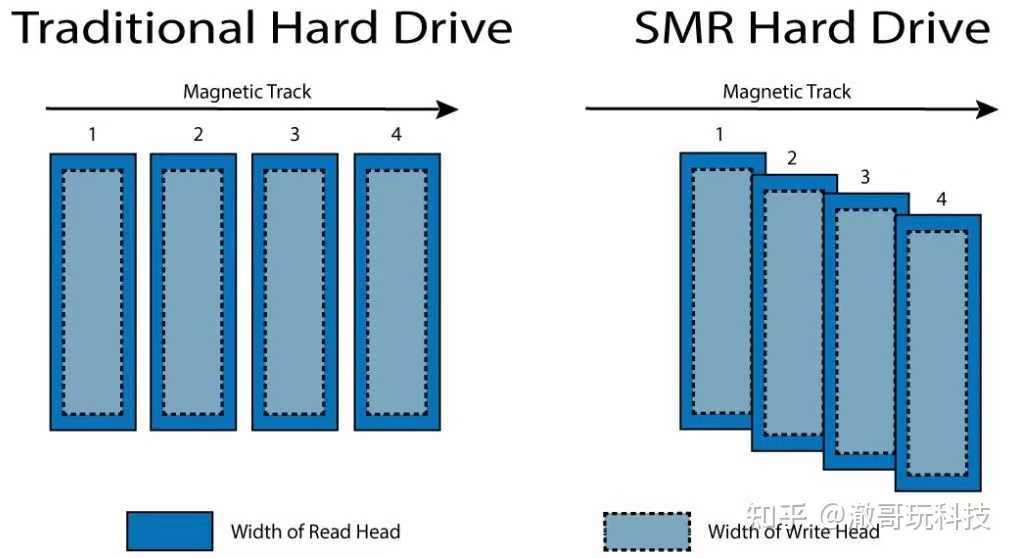 Traditional Hard Drive
SMR Hard Drive
Magnetic Track
Magnetic Track
1 2 3 4
1
2
3
4
Width of Read Head
Width of Write Head
知乎 @澈哥玩科技